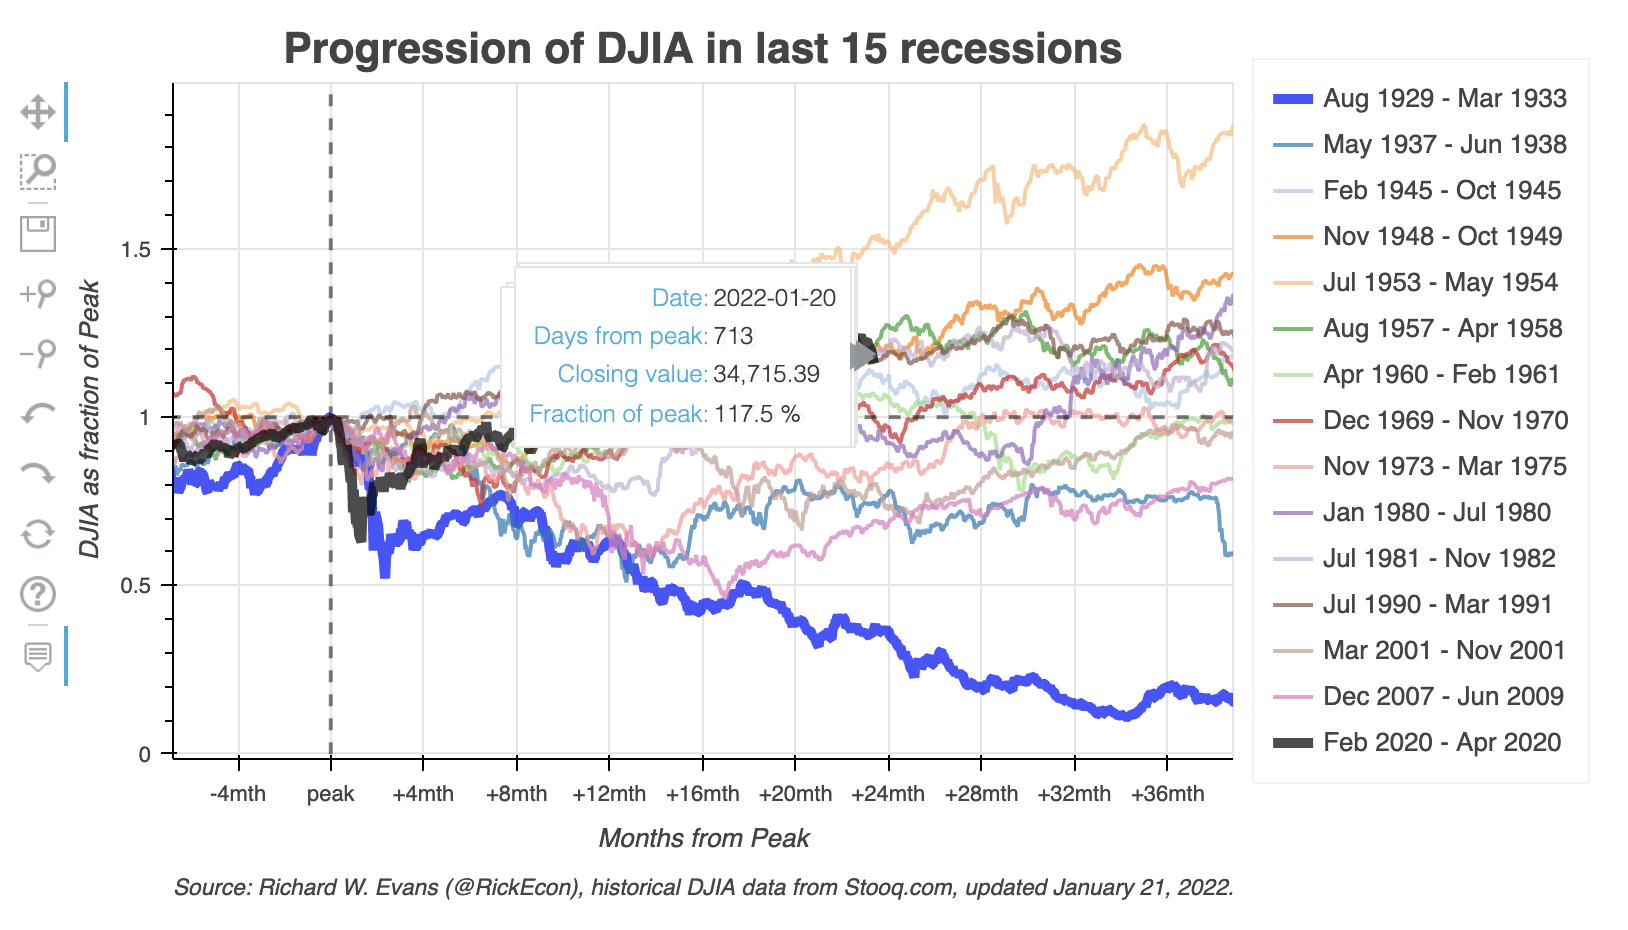 Progression of DJIA in last 15 recessions
DJIA as fraction of Peak
1.5
1
0.5
0
Date: 2022-01-20
Days from peak: 713
Closing value: 34,715.39
Fraction of peak: 117.5 %
-4mth peak +4mth +8mth +12mth +16mth +20mth +24mth +28mth +32mth +36mth
Months from Peak
Aug 1929 - Mar 1933
May 1937 - Jun 1938
Feb 1945 - Oct 1945
Nov 1948 - Oct 1949
Jul 1953 - May 1954
Aug 1957 - Apr 1958
Apr 1960 - Feb 1961
Dec 1969 - Nov 1970
Nov 1973 - Mar 1975
Jan 1980 - Jul 1980
Jul 1981 - Nov 1982
Jul 1990 - Mar 1991
Mar 2001 - Nov 2001
Dec 2007 - Jun 2009
Feb 2020 - Apr 2020
Source: Richard W. Evans (@RickEcon), historical DJIA data from Stooq.com, updated January 21, 2022.